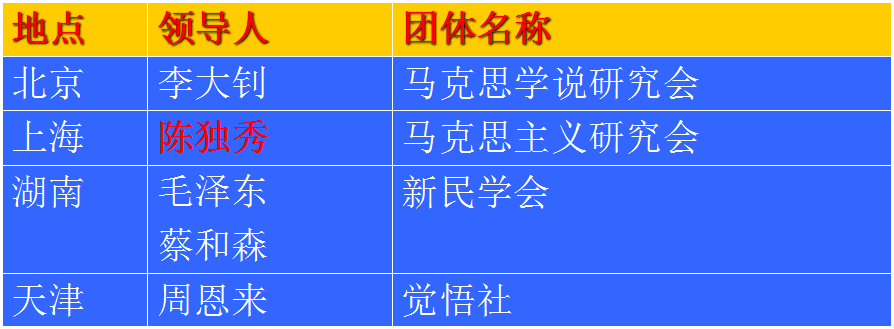 地点 领导人 团体名称
北京 李大钊 马克思学说研究会
上海 陈独秀 马克思主义研究会
湖南 毛泽东 新民学会
蔡和森
天津 周恩来 觉悟社